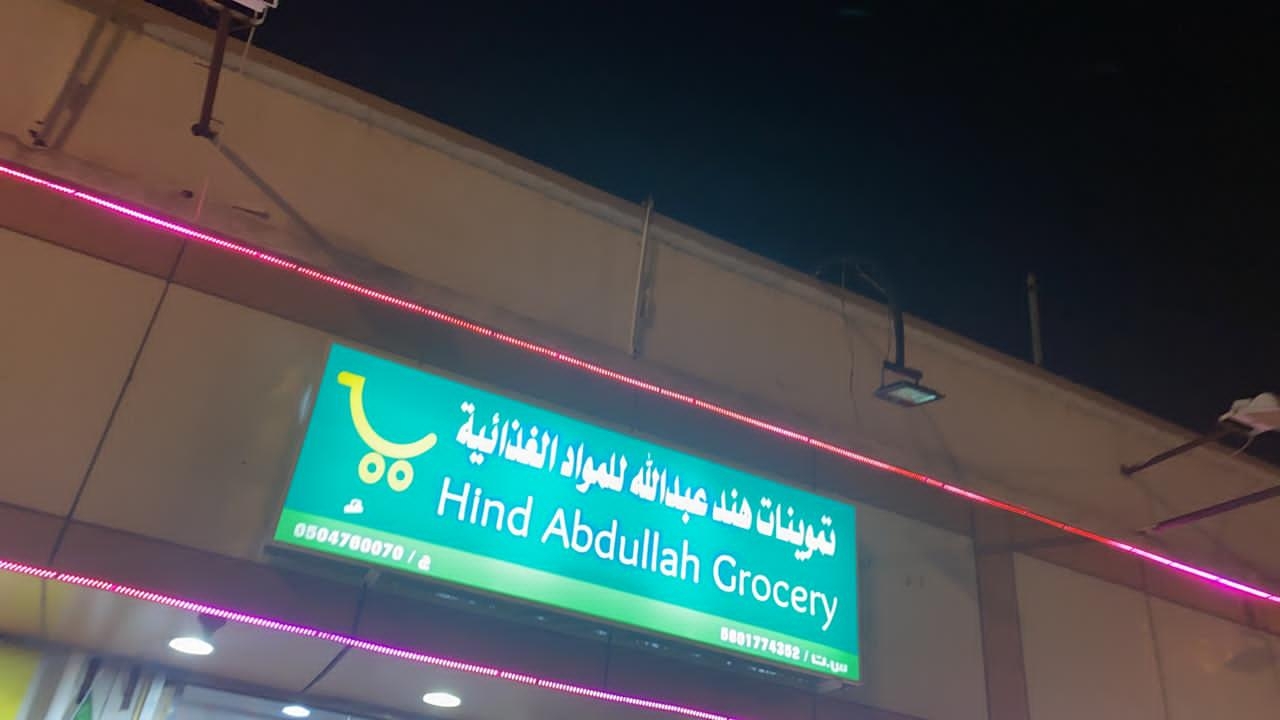 تموينات هند عبدالله للمواد الغذائية
Hind Abdullah Grocery
0504760070 / ج
س.ت / 5801774352